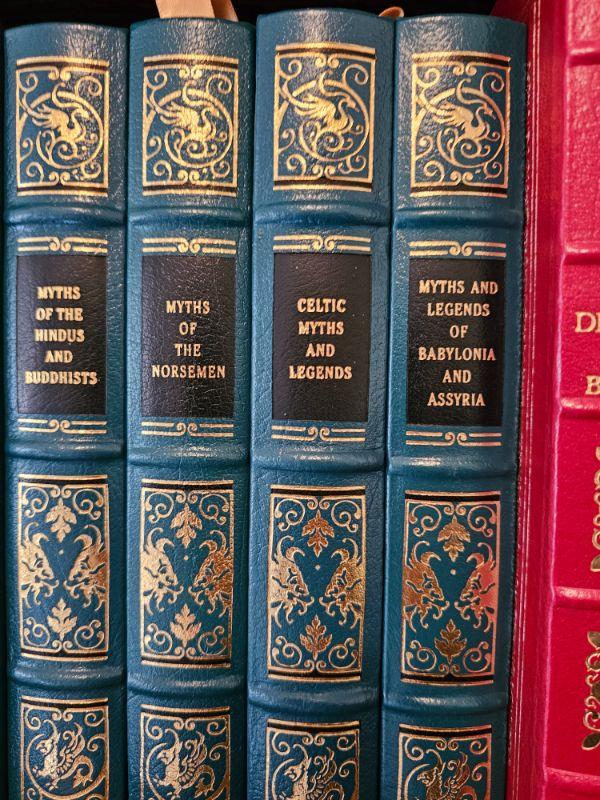 MYTHS
OF THE
HINDUS
AND
BUDDHISTS
MYTHS
OF
THE
NORSEMEN
CELTIC
MYTHS
AND
LEGENDS
MYTHS AND
LEGENDS
OF
BABYLONIA
AND
ASSYRIA